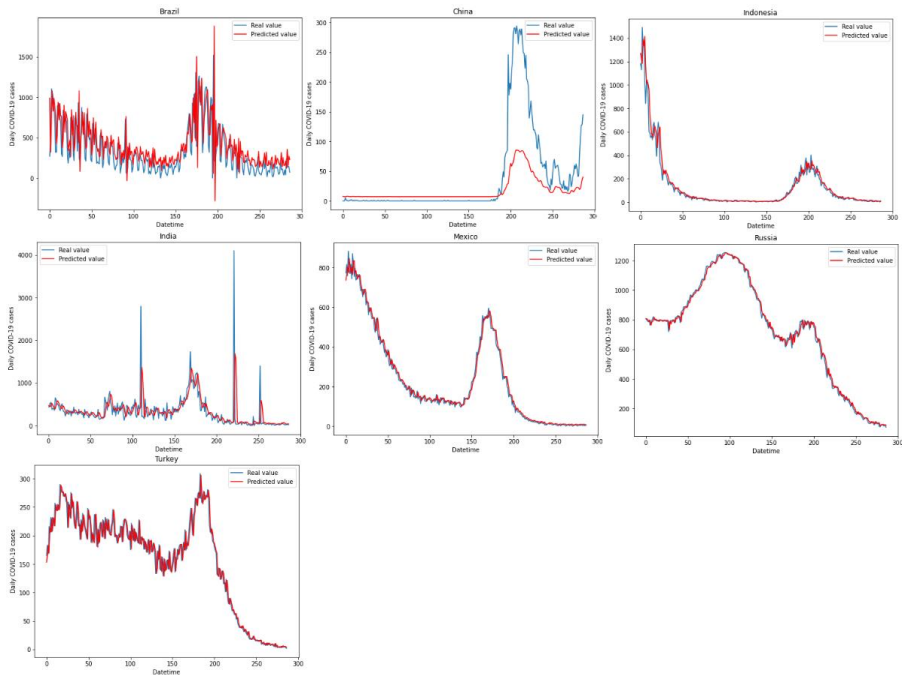 Brazil
Real value
Predicted value
Daily COVID-19 cases
1500
1000
500
0
0 50 100 150 200 250 300
Datetime
China
Real value
Predicted value
Daily COVID-19 cases
300
250
200
150
100
50
0
0 50 100 150 200 250 300
Datetime
Indonesia
Real value
Predicted value
Daily COVID-19 cases
1400
1200
1000
800
600
400
200
0
0 50 100 150 200 250 300
Datetime
India
Real value
Predicted value
Daily COVID-19 cases
4000
3000
2000
1000
0
0 50 100 150 200 250 300
Datetime
Mexico
Real value
Predicted value
Daily COVID-19 cases
800
600
400
200
0
0 50 100 150 200 250 300
Datetime
Russia
Real value
Predicted value
Daily COVID-19 cases
1200
1000
800
600
400
200
0 50 100 150 200 250 300
Datetime
Turkey
Real value
Predicted value
Daily COVID-19 cases
300
250
200
150
100
50
0
0 50 100 150 200 250 300
Datetime